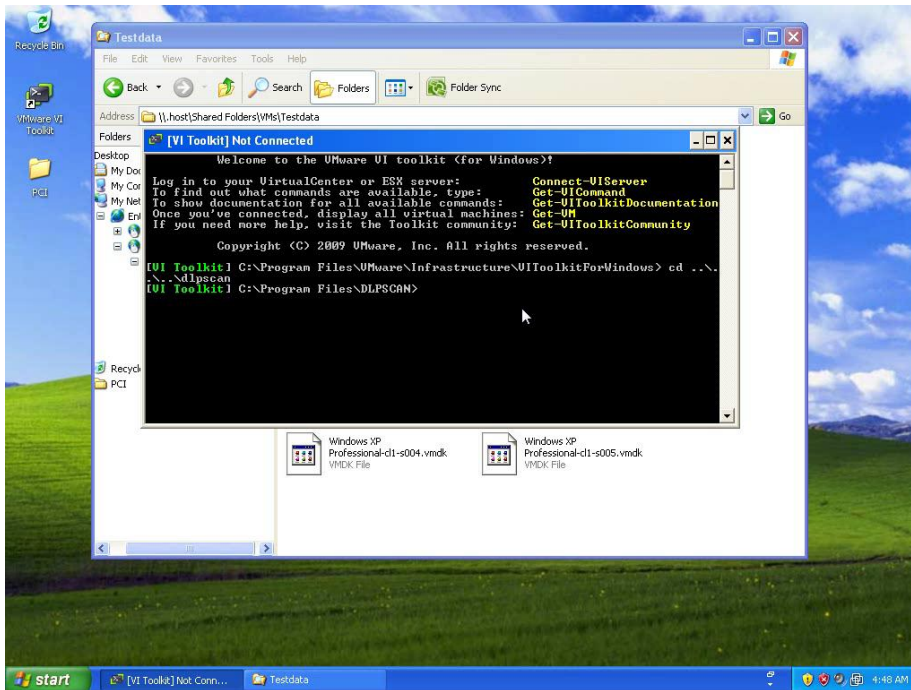 Recycle Bin
VMware VI
Toolkit
PCI
Testdata
File Edit View Favorites Tools Help
Back Search Folders Folder Sync
Address \\.host\Shared Folders\VMs\Testdata Go
Folders
Desktop
My Doc
My Con
My Net
Recycl
PCI
[VI Toolkit] Not Connected
Welcome to the VMware VI toolkit (for Windows)!
Log in to your VirtualCenter or ESX server: Connect-VIServer
To find out what commands are available, type: Get-VICommand
To show documentation for all available commands: Get-VIToolkitDocumentation
Once you've connected, display all virtual machines: Get-VM
If you need more help, visit the Toolkit community: Get-VIToolkitCommunity
Copyright (C) 2009 VMware, Inc. All rights reserved.
[VI Toolkit] C:\Program Files\VMware\Infrastructure\VIToolkitForWindows> cd ..\.
.\..\dlpscan
[VI Toolkit] C:\Program Files\DLPSCAN>
Windows XP
Professional-cl1-s004.vmdk
VMDK File
Windows XP
Professional-cl1-s005.vmdk
VMDK File
start [VI Toolkit] Not Conn... Testdata 4:48 AM